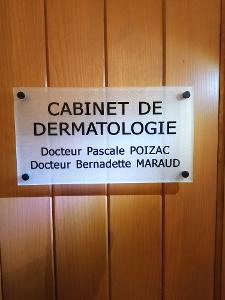 CABINET DE
DERMATOLOGIE
Docteur Pascale POIZAC
Docteur Bernadette MARAUD